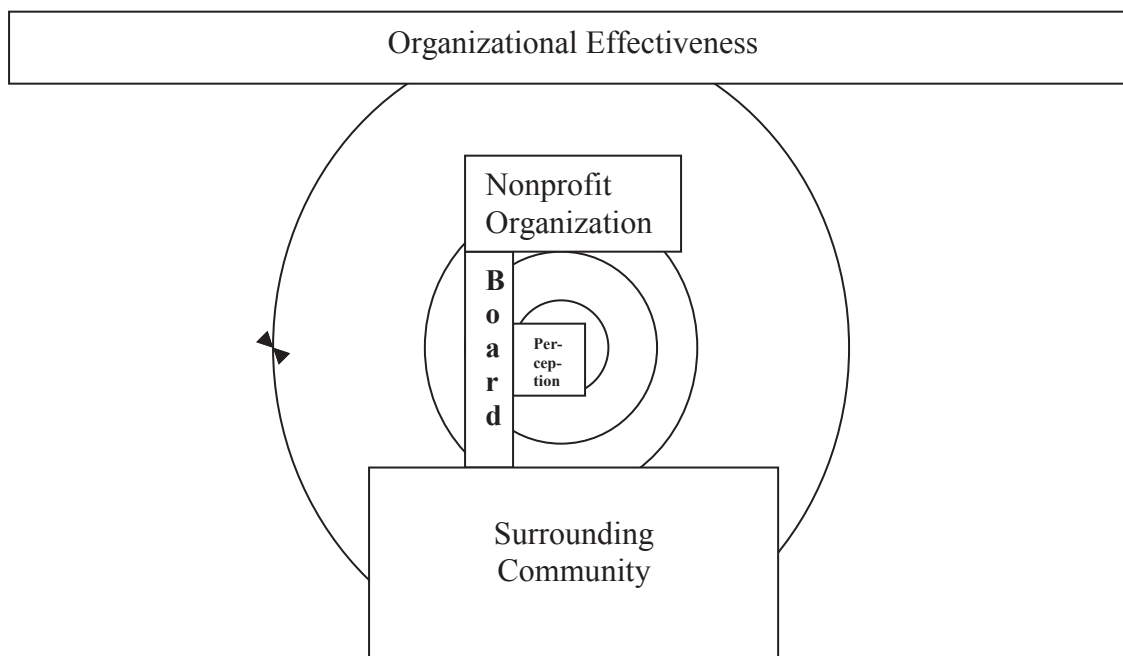 Organizational Effectiveness
Nonprofit
Organization
B
o
a
r
d
Per-
cep-
tion
Surrounding
Community